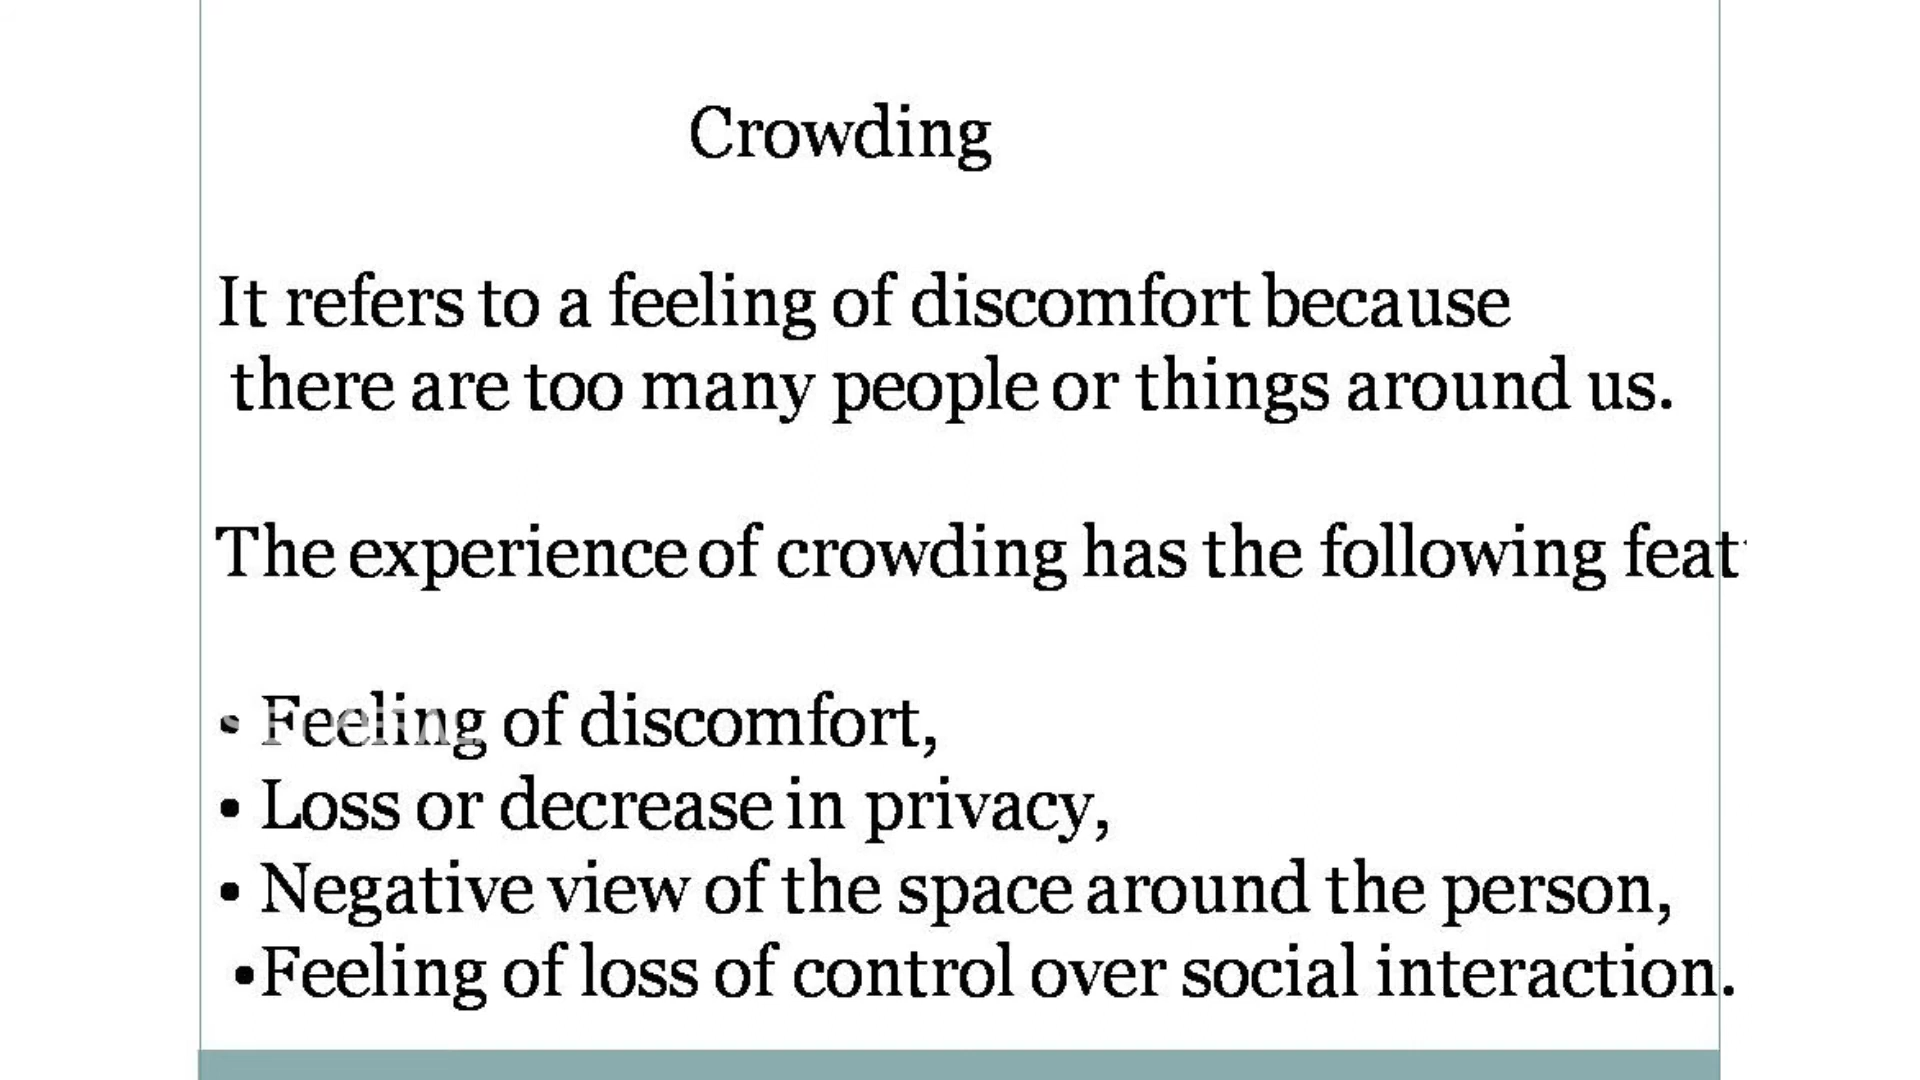 Crowding
It refers to a feeling of discomfort because
there are too many people or things around us.
The experience of crowding has the following feat
• Feeling of discomfort,
• Loss or decrease in privacy,
• Negative view of the space around the person,
•Feeling of loss of control over social interaction.